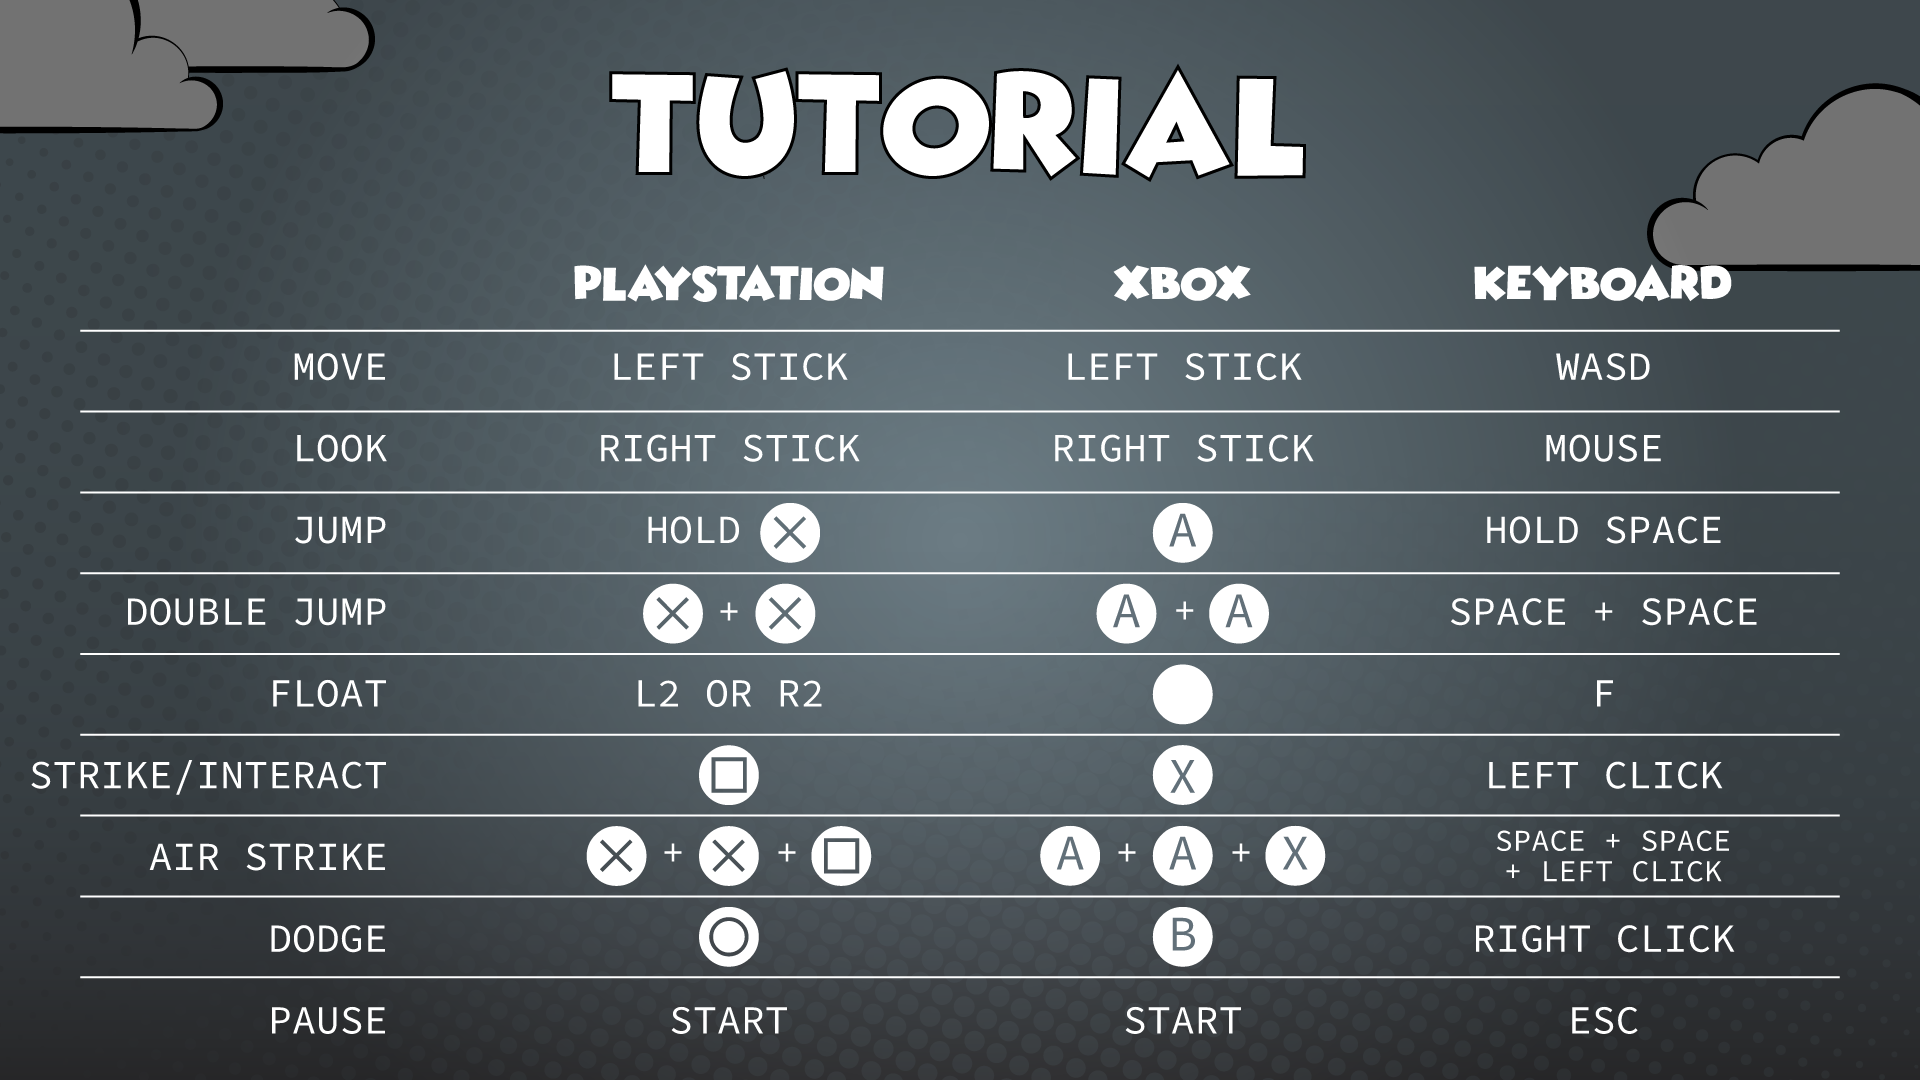 TUTORIAL
PLAYSTATION XBOX KEYBOARD
MOVE LEFT STICK LEFT STICK WASD
LOOK RIGHT STICK RIGHT STICK MOUSE
JUMP HOLD X A HOLD SPACE
DOUBLE JUMP X + X A + A SPACE + SPACE
FLOAT L2 OR R2 F
STRIKE/INTERACT □ X LEFT CLICK
AIR STRIKE X + X + □ A + A + X SPACE + SPACE
+ LEFT CLICK
DODGE ○ B RIGHT CLICK
PAUSE START START ESC